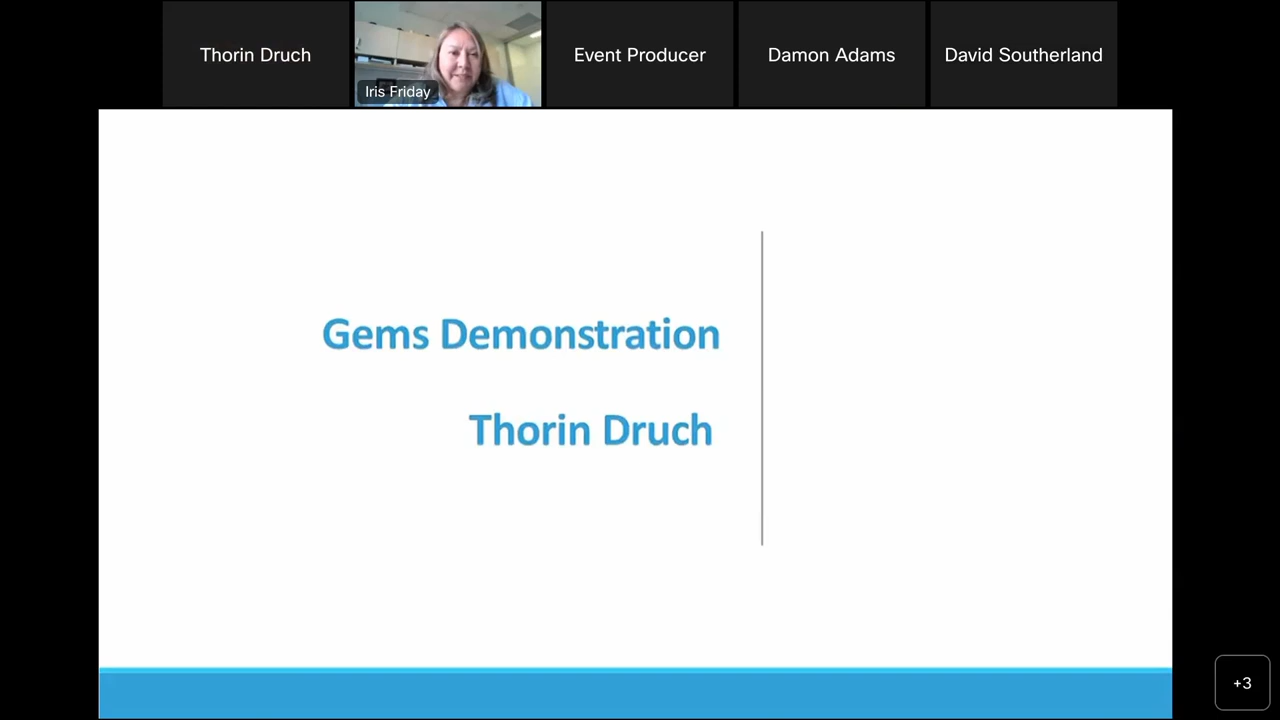 Thorin Druch
Iris Friday
Event Producer
Damon Adams
David Southerland
Gems Demonstration
Thorin Druch
+3